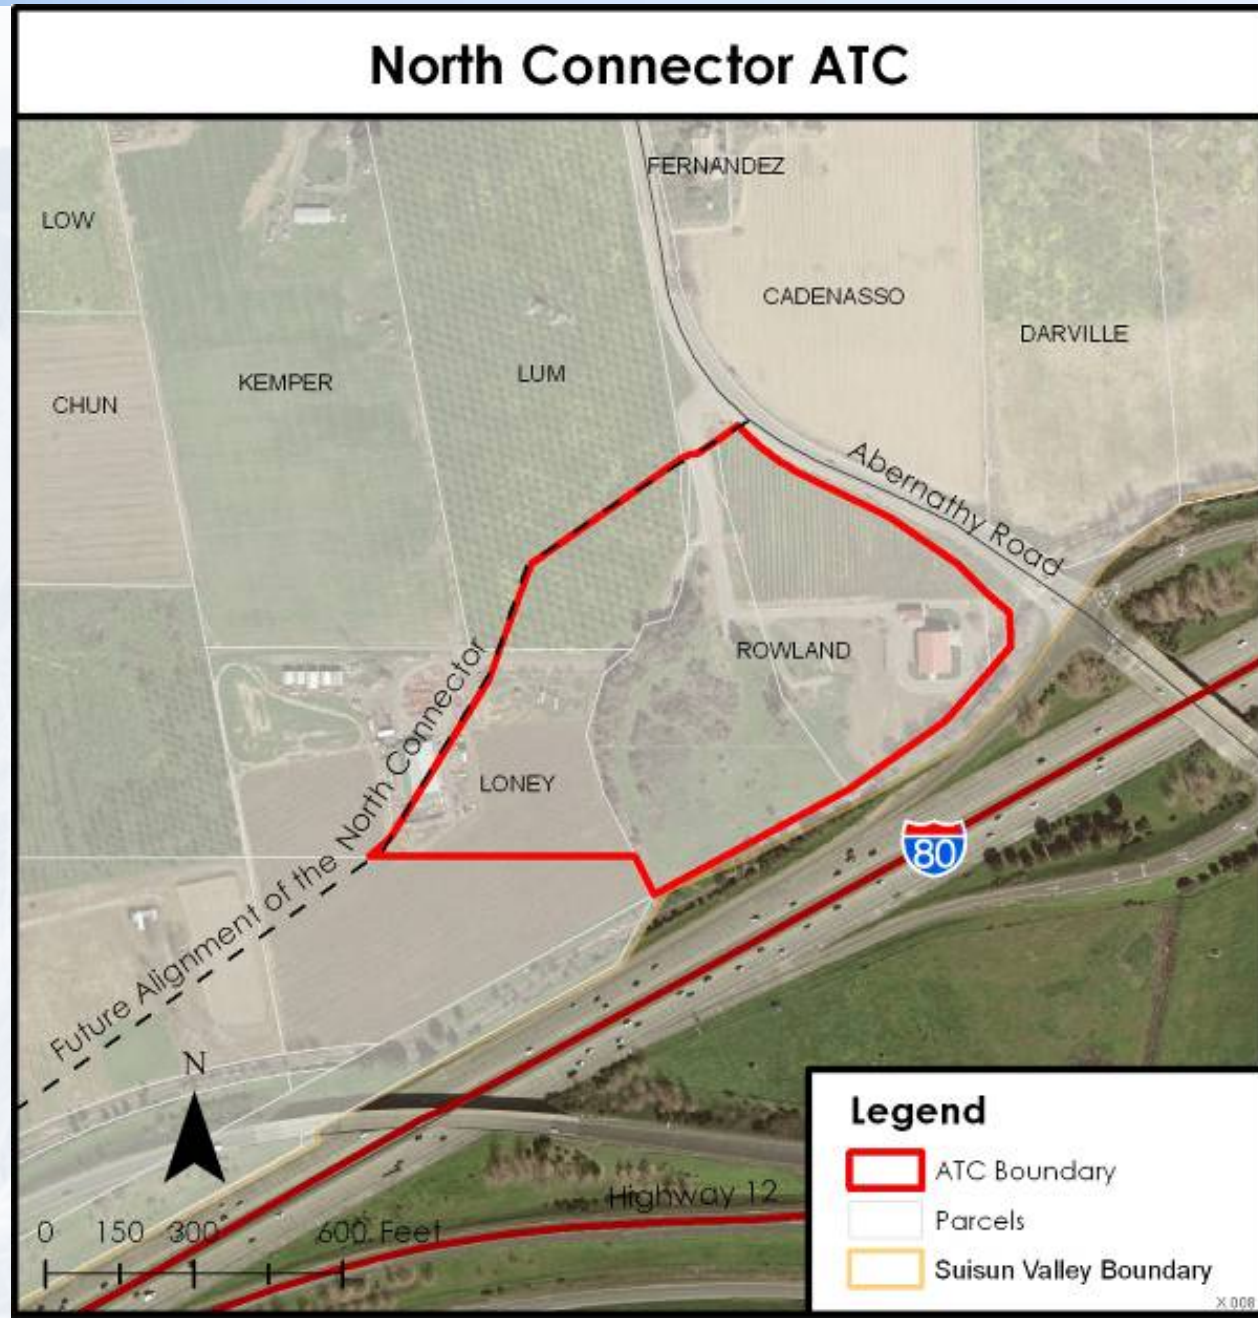 North Connector ATC
FERNANDEZ
LOW
CADENASSO
DARVILLE
LUM
KEMPER
CHUN
Abernathy Road
ROWLAND
LONEY
80
Future Alignment of the North Connector
N
Legend
ATC Boundary
Highway 12
Parcels
0 150 300 600 Feet
Suisun Valley Boundary
X 008